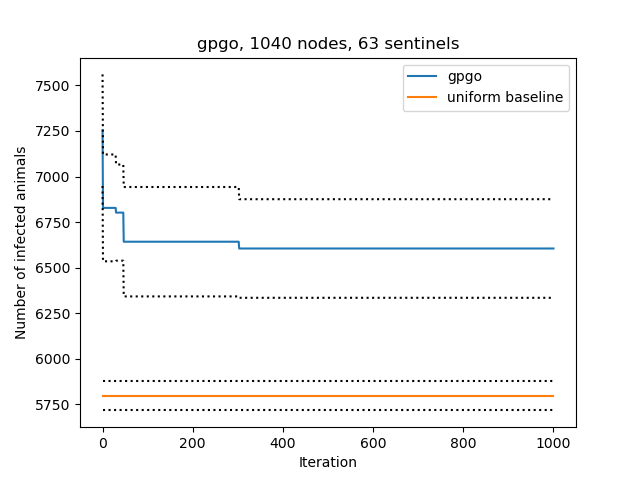 gpgo, 1040 nodes, 63 sentinels
gpgo
uniform baseline
7500
7250
7000
6750
6500
6250
6000
5750
Number of infected animals
0 200 400 600 800 1000
Iteration